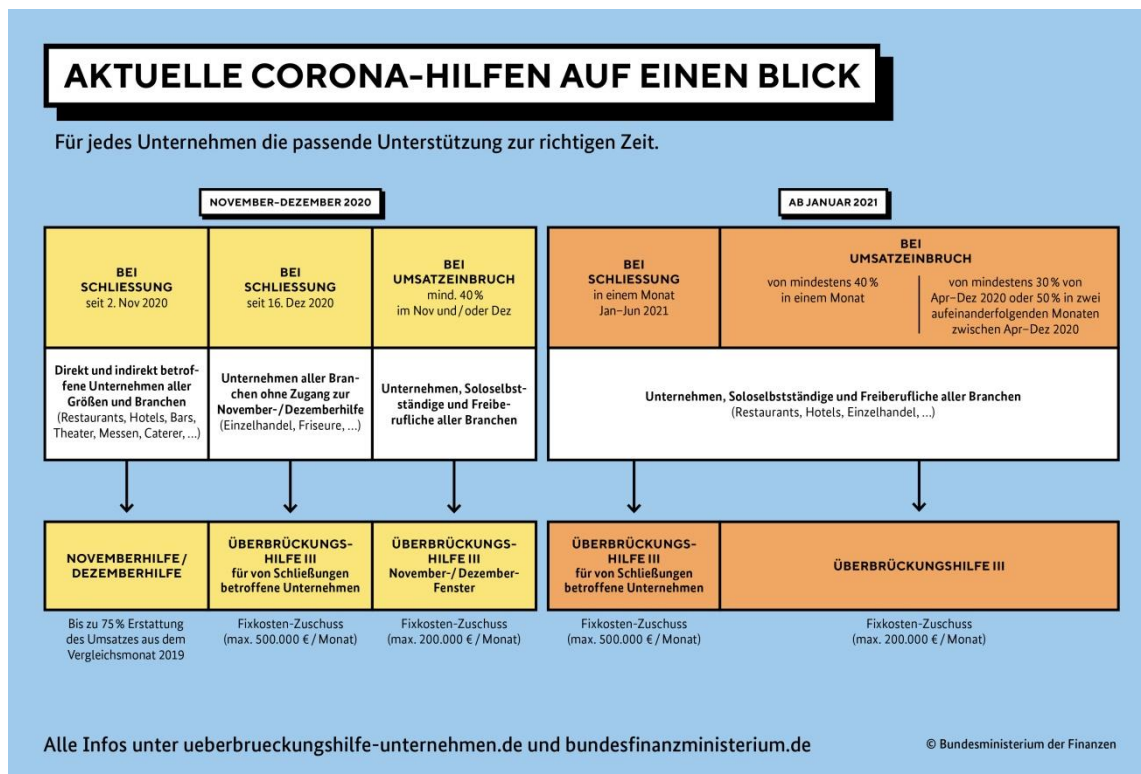 AKTUELLE CORONA-HILFEN AUF EINEN BLICK
Für jedes Unternehmen die passende Unterstützung zur richtigen Zeit.
NOVEMBER–DEZEMBER 2020
BEI
SCHLIESSUNG
seit 2. Nov 2020
BEI
SCHLIESSUNG
seit 16. Dez 2020
BEI
UMSATZEINBRUCH
mind. 40 %
im Nov und / oder Dez
Direkt und indirekt betrof-
fene Unternehmen aller
Größen und Branchen
(Restaurants, Hotels, Bars,
Theater, Messen, Caterer, ...)
Unternehmen aller Bran-
chen ohne Zugang zur
November-/Dezemberhilfe
(Einzelhandel, Friseure, ...)
Unternehmen, Soloselbst-
ständige und Freibe-
rufliche aller Branchen
NOVEMBERHILFE/
DEZEMBERHILFE
ÜBERBRÜCKUNGS-
HILFE III
für von Schließungen
betroffene Unternehmen
ÜBERBRÜCKUNGS-
HILFE III
November-/ Dezember-
Fenster
Bis zu 75 % Erstattung
des Umsatzes aus dem
Vergleichsmonat 2019
Fixkosten-Zuschuss
(max. 500.000 € / Monat)
Fixkosten-Zuschuss
(max. 200.000 € / Monat)
AB JANUAR 2021
BEI
SCHLIESSUNG
in einem Monat
Jan–Jun 2021
BEI
UMSATZEINBRUCH
von mindestens 40 %
in einem Monat
von mindestens 30 % von
Apr–Dez 2020 oder 50 % in zwei
aufeinanderfolgenden Monaten
zwischen Apr–Dez 2020
Unternehmen, Soloselbstständige und Freiberufliche aller Branchen
(Restaurants, Hotels, Einzelhandel, ...)
ÜBERBRÜCKUNGS-
HILFE III
für von Schließungen
betroffene Unternehmen
ÜBERBRÜCKUNGSHILFE III
Fixkosten-Zuschuss
(max. 500.000 € / Monat)
Fixkosten-Zuschuss
(max. 200.000 € / Monat)
Alle Infos unter ueberbrueckungshilfe-unternehmen.de und bundesfinanzministerium.de
© Bundesministerium der Finanzen